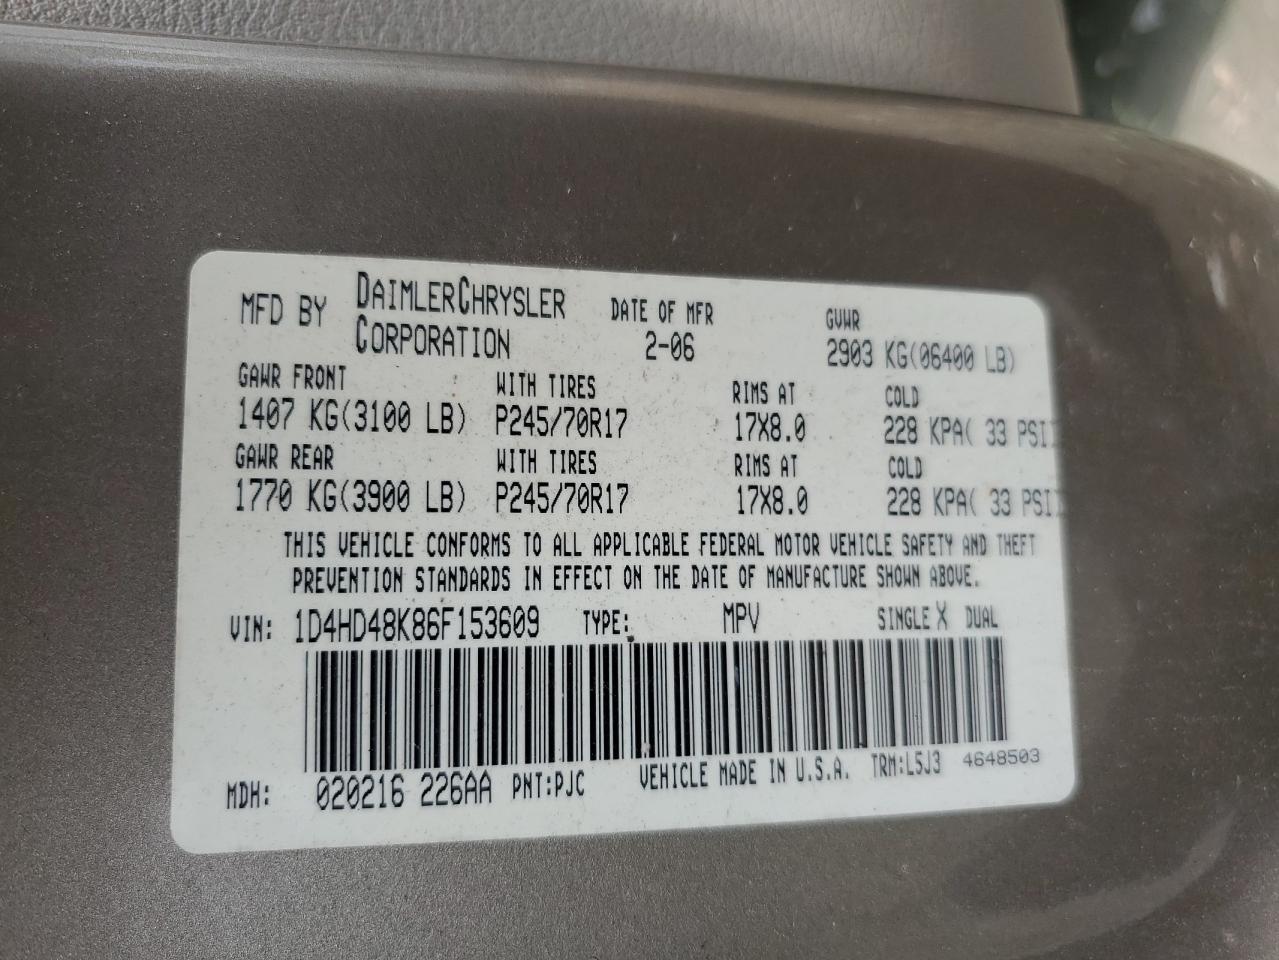 MFD BY DAIMLERCHRYSLER CORPORATION DATE OF MFR 2-06 GVWR 2903 KG(06400 LB)
GAWR FRONT WITH TIRES RIMS AT COLD
1407 KG(3100 LB) P245/70R17 17X8.0 228 KPA( 33 PSI)
GAWR REAR WITH TIRES RIMS AT COLD
1770 KG(3900 LB) P245/70R17 17X8.0 228 KPA( 33 PSI)
THIS VEHICLE CONFORMS TO ALL APPLICABLE FEDERAL MOTOR VEHICLE SAFETY AND THEFT
PREVENTION STANDARDS IN EFFECT ON THE DATE OF MANUFACTURE SHOWN ABOVE.
VIN: 1D4HD48K86F153609 TYPE: MPV SINGLE X DUAL
MDH: 020216 226AA PNT:PJC VEHICLE MADE IN U.S.A. TRM:L5J3 4648503